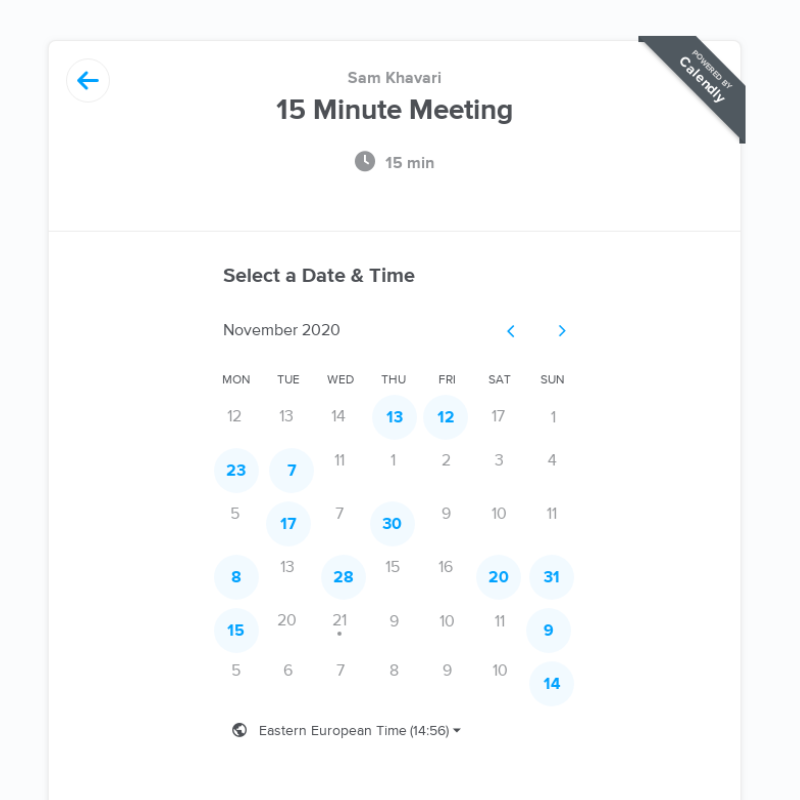 Sam Khavari
POWERED BY
Calendly
15 Minute Meeting
15 min
Select a Date & Time
November 2020
MON TUE WED THU FRI SAT SUN
12 13 14 13 12 17 1
23 7 11 1 2 3 4
5 17 7 30 9 10 11
8 13 28 15 16 20 31
15 20 21 9 10 11 9
5 6 7 8 9 10 14
Eastern European Time (14:56)